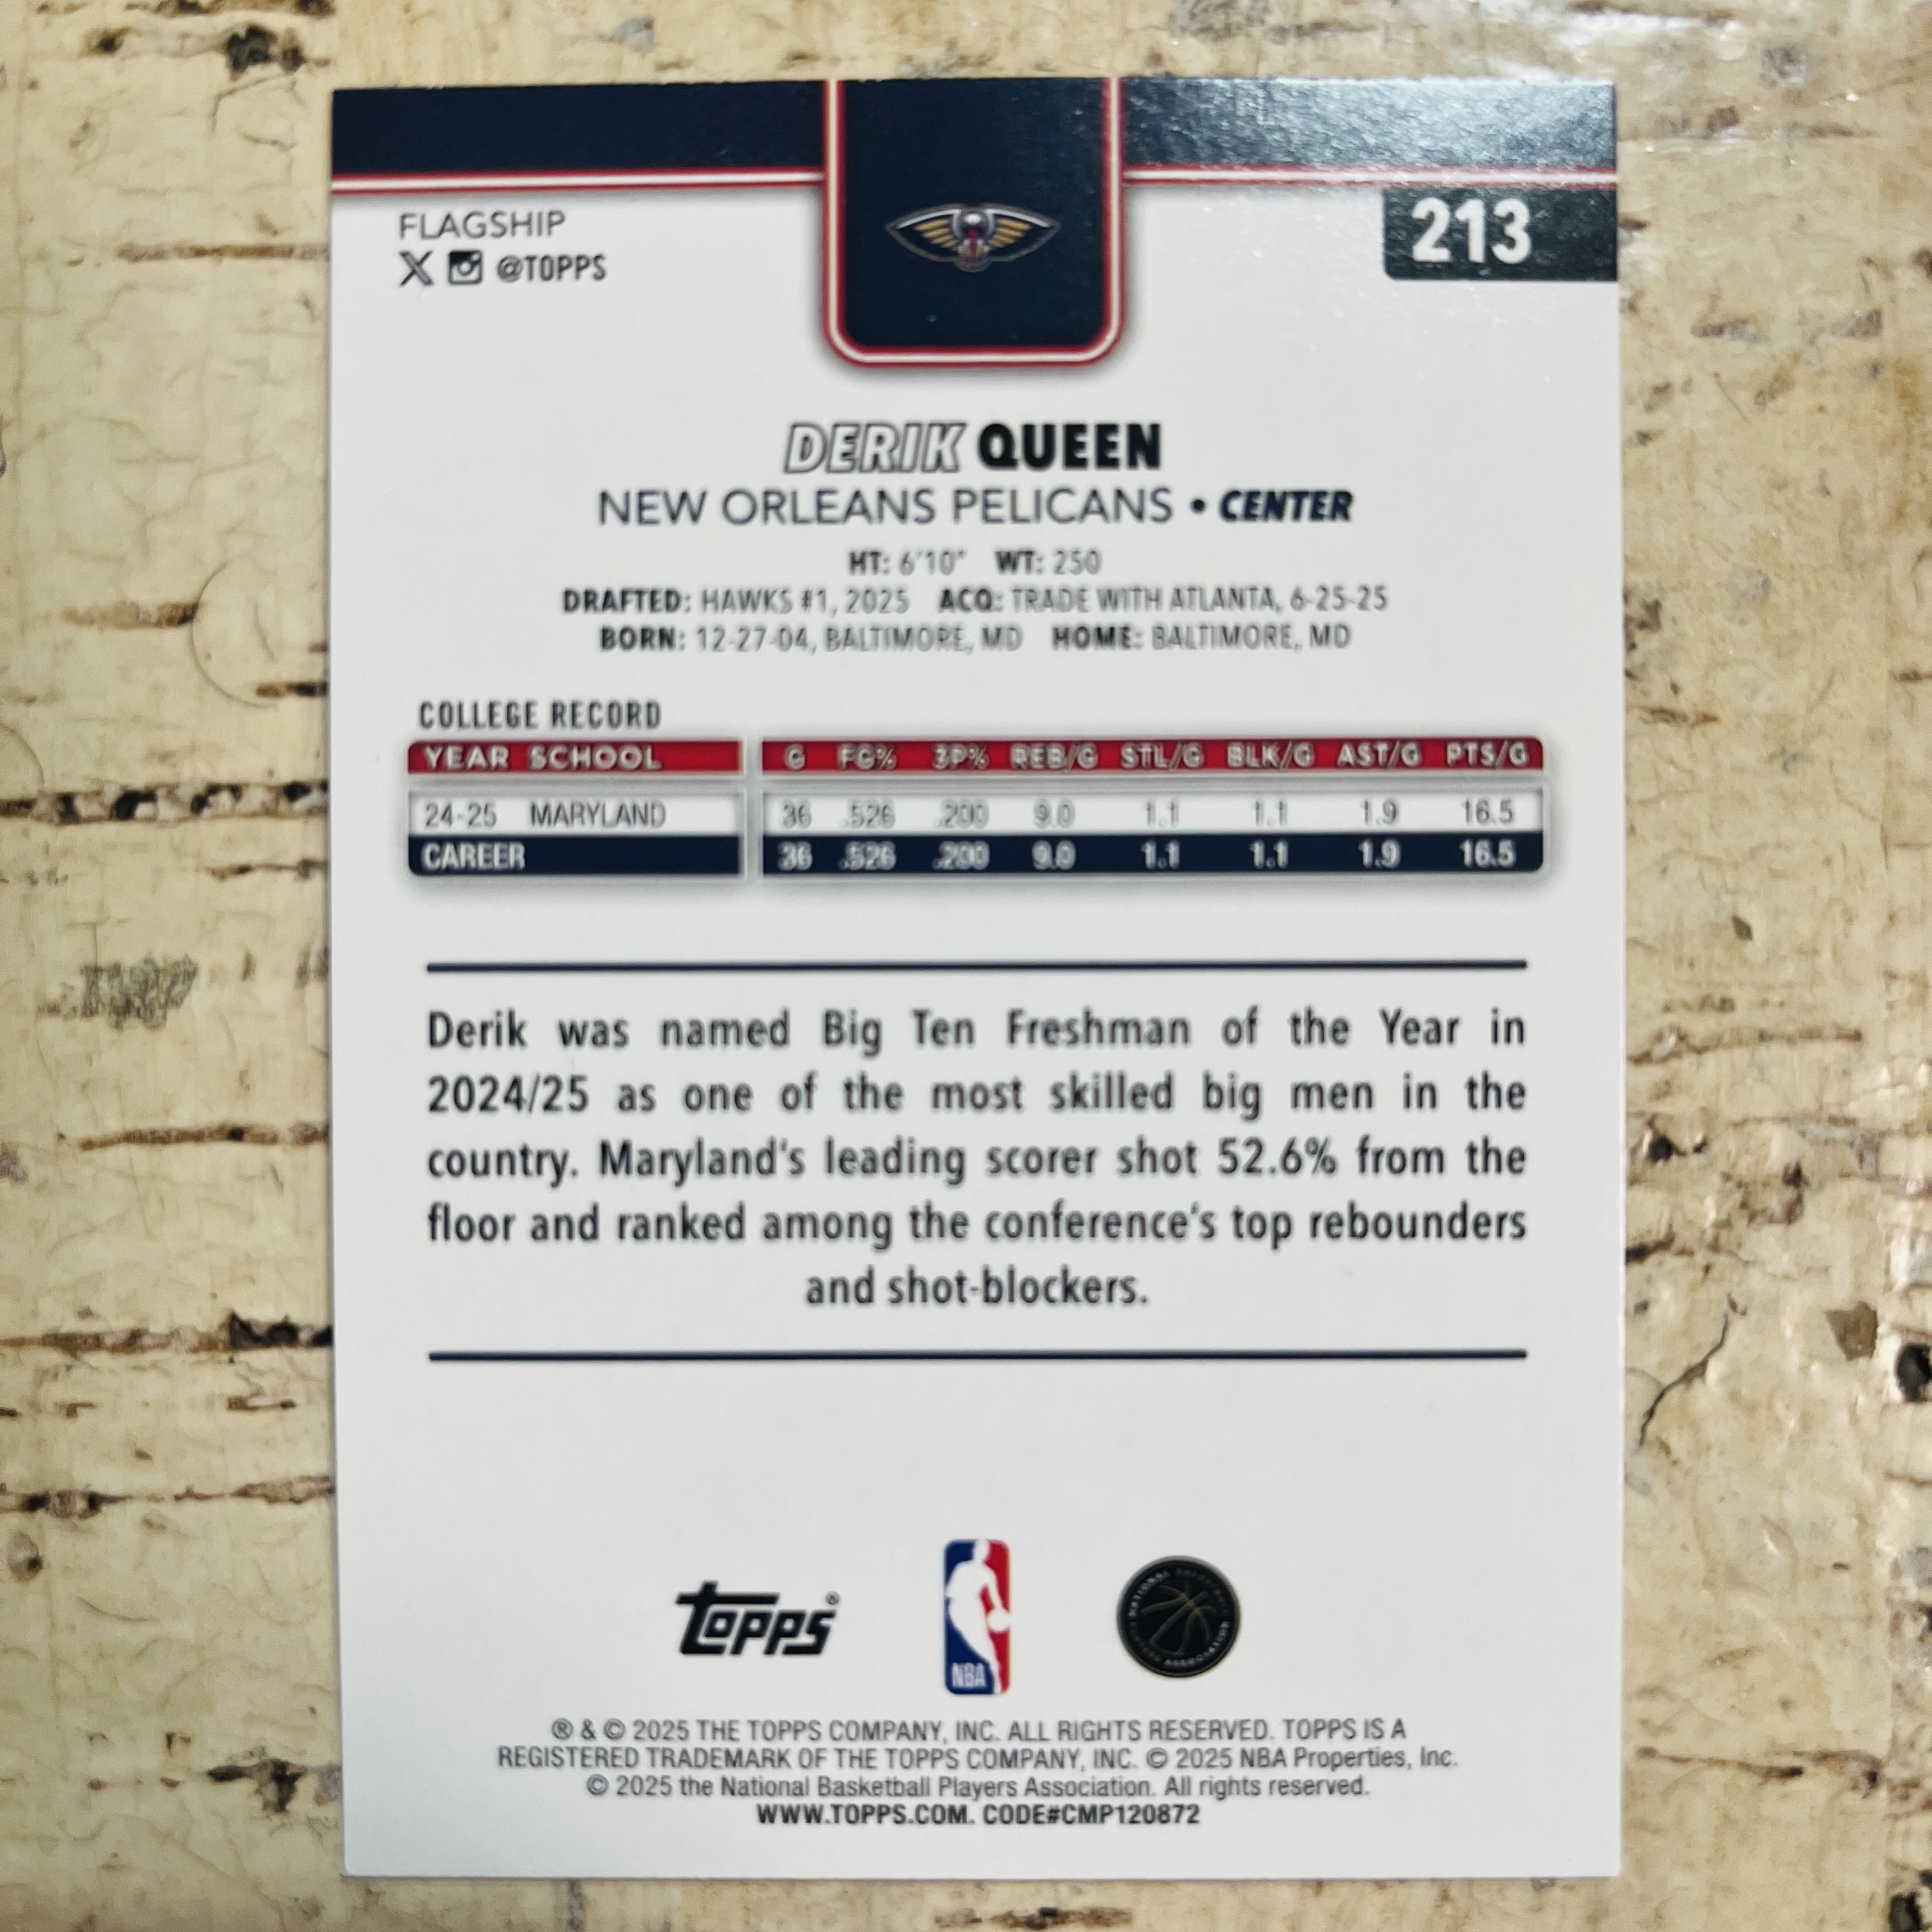 FLAGSHIP
213
X @TOPPS
DERIK QUEEN
NEW ORLEANS PELICANS • CENTER
HT: 6'10" WT: 250
DRAFTED: HAWKS #1, 2025 ACQ: TRADE WITH ATLANTA, 6-25-25
BORN: 12-27-04, BALTIMORE, MD HOME: BALTIMORE, MD
COLLEGE RECORD
YEAR SCHOOL G FG% 3P% REB/G STL/G BLK/G AST/G PTS/G
24-25 MARYLAND 36 .526 .200 9.0 1.1 1.1 1.9 16.5
CAREER 36 .526 .200 9.0 1.1 1.1 1.9 16.5
Derik was named Big Ten Freshman of the Year in
2024/25 as one of the most skilled big men in the
country. Maryland's leading scorer shot 52.6% from the
floor and ranked among the conference's top rebounders
and shot-blockers.
topps®
NBA
® & © 2025 THE TOPPS COMPANY, INC. ALL RIGHTS RESERVED. TOPPS IS A
REGISTERED TRADEMARK OF THE TOPPS COMPANY, INC. © 2025 NBA Properties, Inc.
© 2025 the National Basketball Players Association. All rights reserved.
WWW.TOPPS.COM. CODE#CMP120872